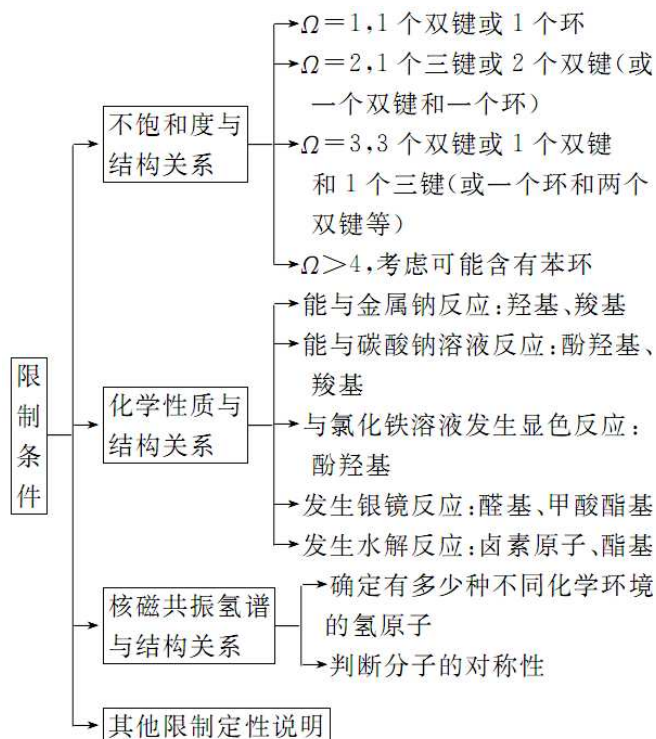 限制条件
不饱和度与
结构关系
Ω=1,1个双键或1个环
Ω=2,1个三键或2个双键(或
一个双键和一个环)
Ω=3,3个双键或1个双键
和1个三键(或一个环和两个
双键等)
Ω>4,考虑可能含有苯环
化学性质与
结构关系
能与金属钠反应:羟基、羧基
能与碳酸钠溶液反应:酚羟基、
羧基
与氯化铁溶液发生显色反应:
酚羟基
发生银镜反应:醛基、甲酸酯基
发生水解反应:卤素原子、酯基
核磁共振氢谱
与结构关系
确定有多少种不同化学环境
的氢原子
判断分子的对称性
其他限制定性说明